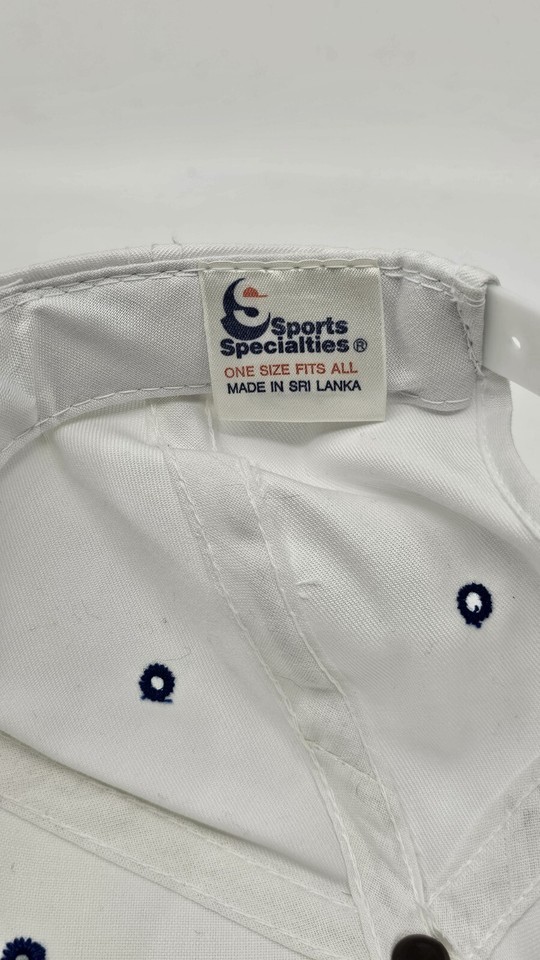 Sports
Specialties ®
ONE SIZE FITS ALL
MADE IN SRI LANKA